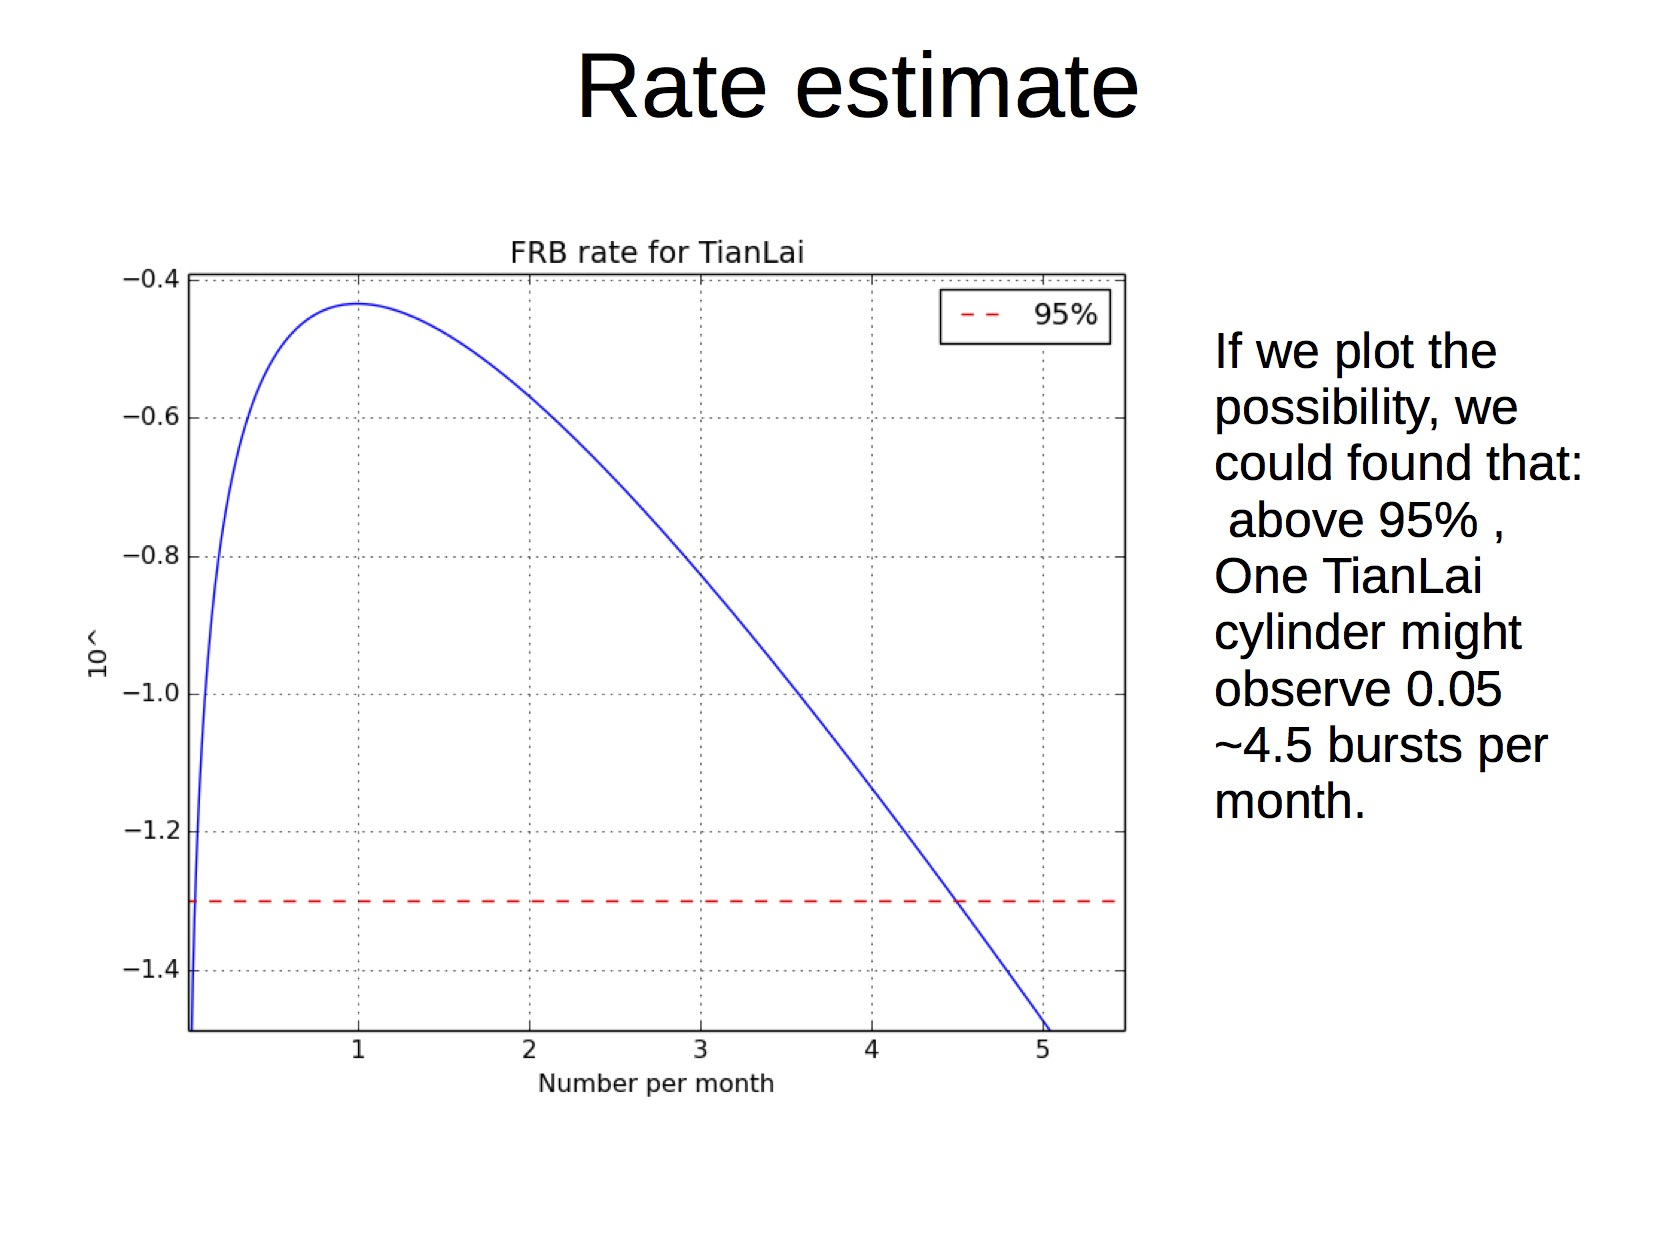 Rate estimate
FRB rate for TianLai
−0.4
−0.6
−0.8
−1.0
−1.2
−1.4
10^
95%
1 2 3 4 5
Number per month
If we plot the
possibility, we
could found that:
above 95% ,
One TianLai
cylinder might
observe 0.05
~4.5 bursts per
month.